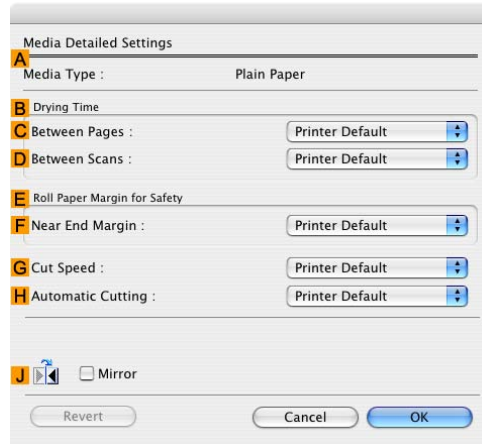 Media Detailed Settings
A
Media Type : Plain Paper
B Drying Time
C Between Pages : Printer Default
D Between Scans : Printer Default
E Roll Paper Margin for Safety
F Near End Margin : Printer Default
G Cut Speed : Printer Default
H Automatic Cutting : Printer Default
J Mirror
Revert Cancel OK